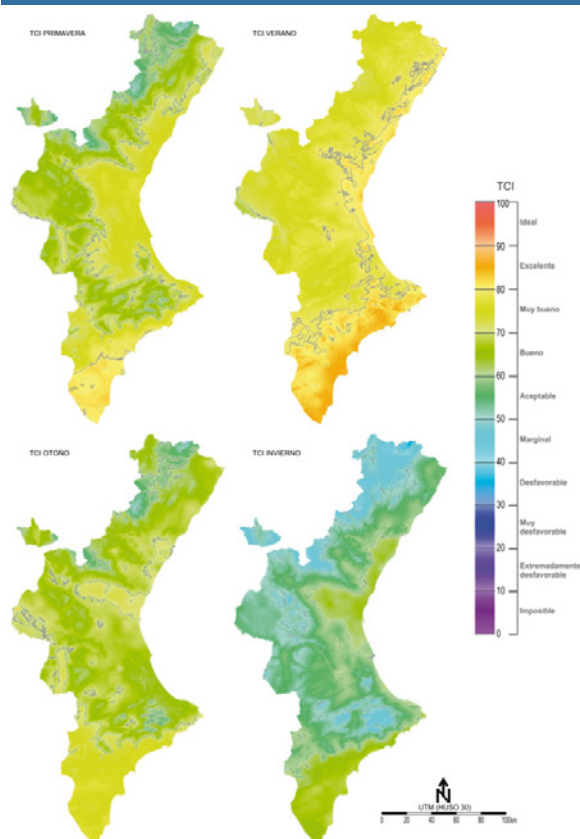 TCI PRIMAVERA
TCI VERANO
TCI
100
Ideal
90
Excelente
80
Muy bueno
70
Bueno
60
Aceptable
50
Marginal
40
Desfavorable
30
Muy
desfavorable
20
Extremadamente
desfavorable
10
Imposible
0
TCI OTOÑO
TCI INVIERNO
N
UTM (HUSO 30)
0 20 40 60 80 100km